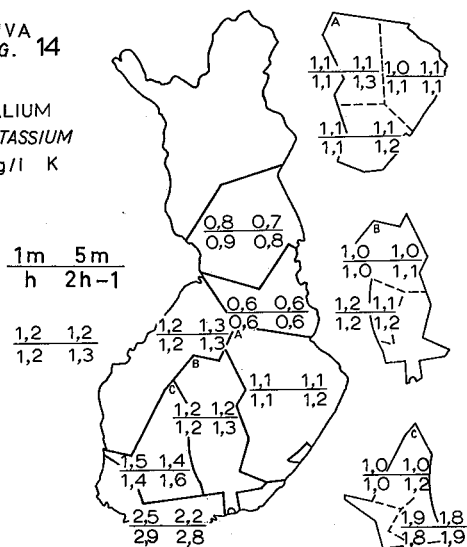 VA
G. 14
ALIUM
TASSIUM
g/l K
1m 5m
h 2h-1
1,2 1,2
1,2 1,3
0,8 0,7
0,9 0,8
0,6 0,6
0,6 0,6
1,2 1,3
1,2 1,3
A
B
C
1,1 1,1
1,1 1,2
1,2 1,2
1,2 1,3
1,5 1,4
1,4 1,6
2,5 2,2
2,9 2,8
A
1,1 1,1
1,1 1,3
1,0 1,1
1,1 1,1
1,1 1,1
1,1 1,2
B
1,0 1,0
1,0 1,1
1,2 1,1
1,2 1,2
C
1,0 1,0
1,0 1,2
1,9 1,8
1,8 1,9